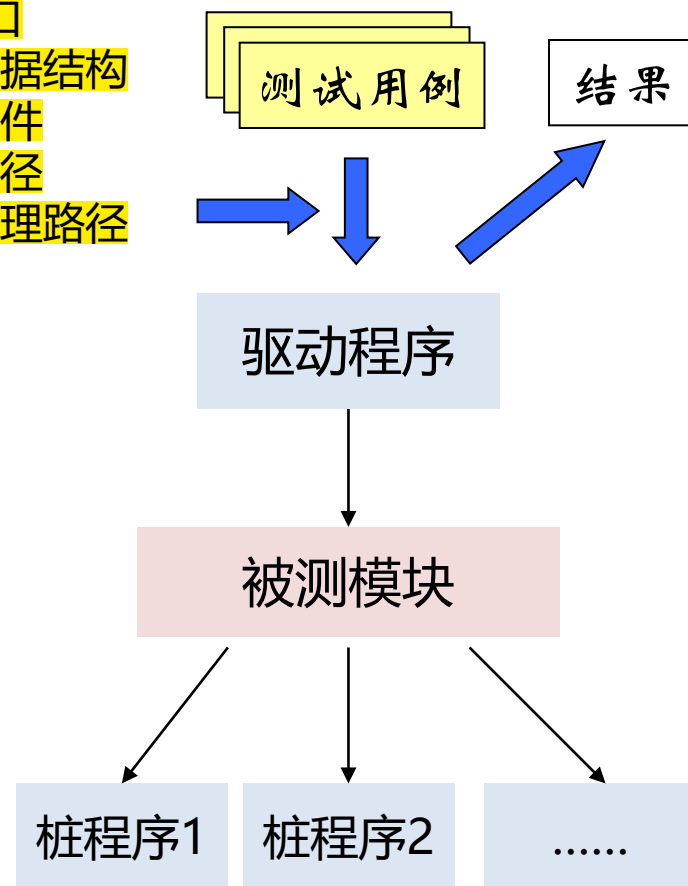 口
据结构
件
径
理路径
测试用例
结果
驱动程序
被测模块
桩程序1
桩程序2
......